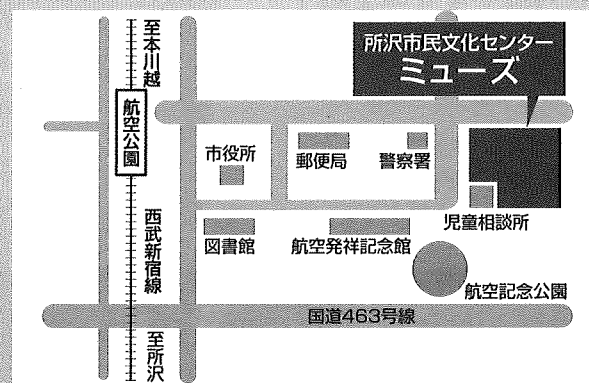 至本川越
航空公園
西武新宿線
至所沢
所沢市民文化センター
ミューズ
市役所
郵便局
警察署
図書館
航空発祥記念館
児童相談所
航空記念公園
国道463号線